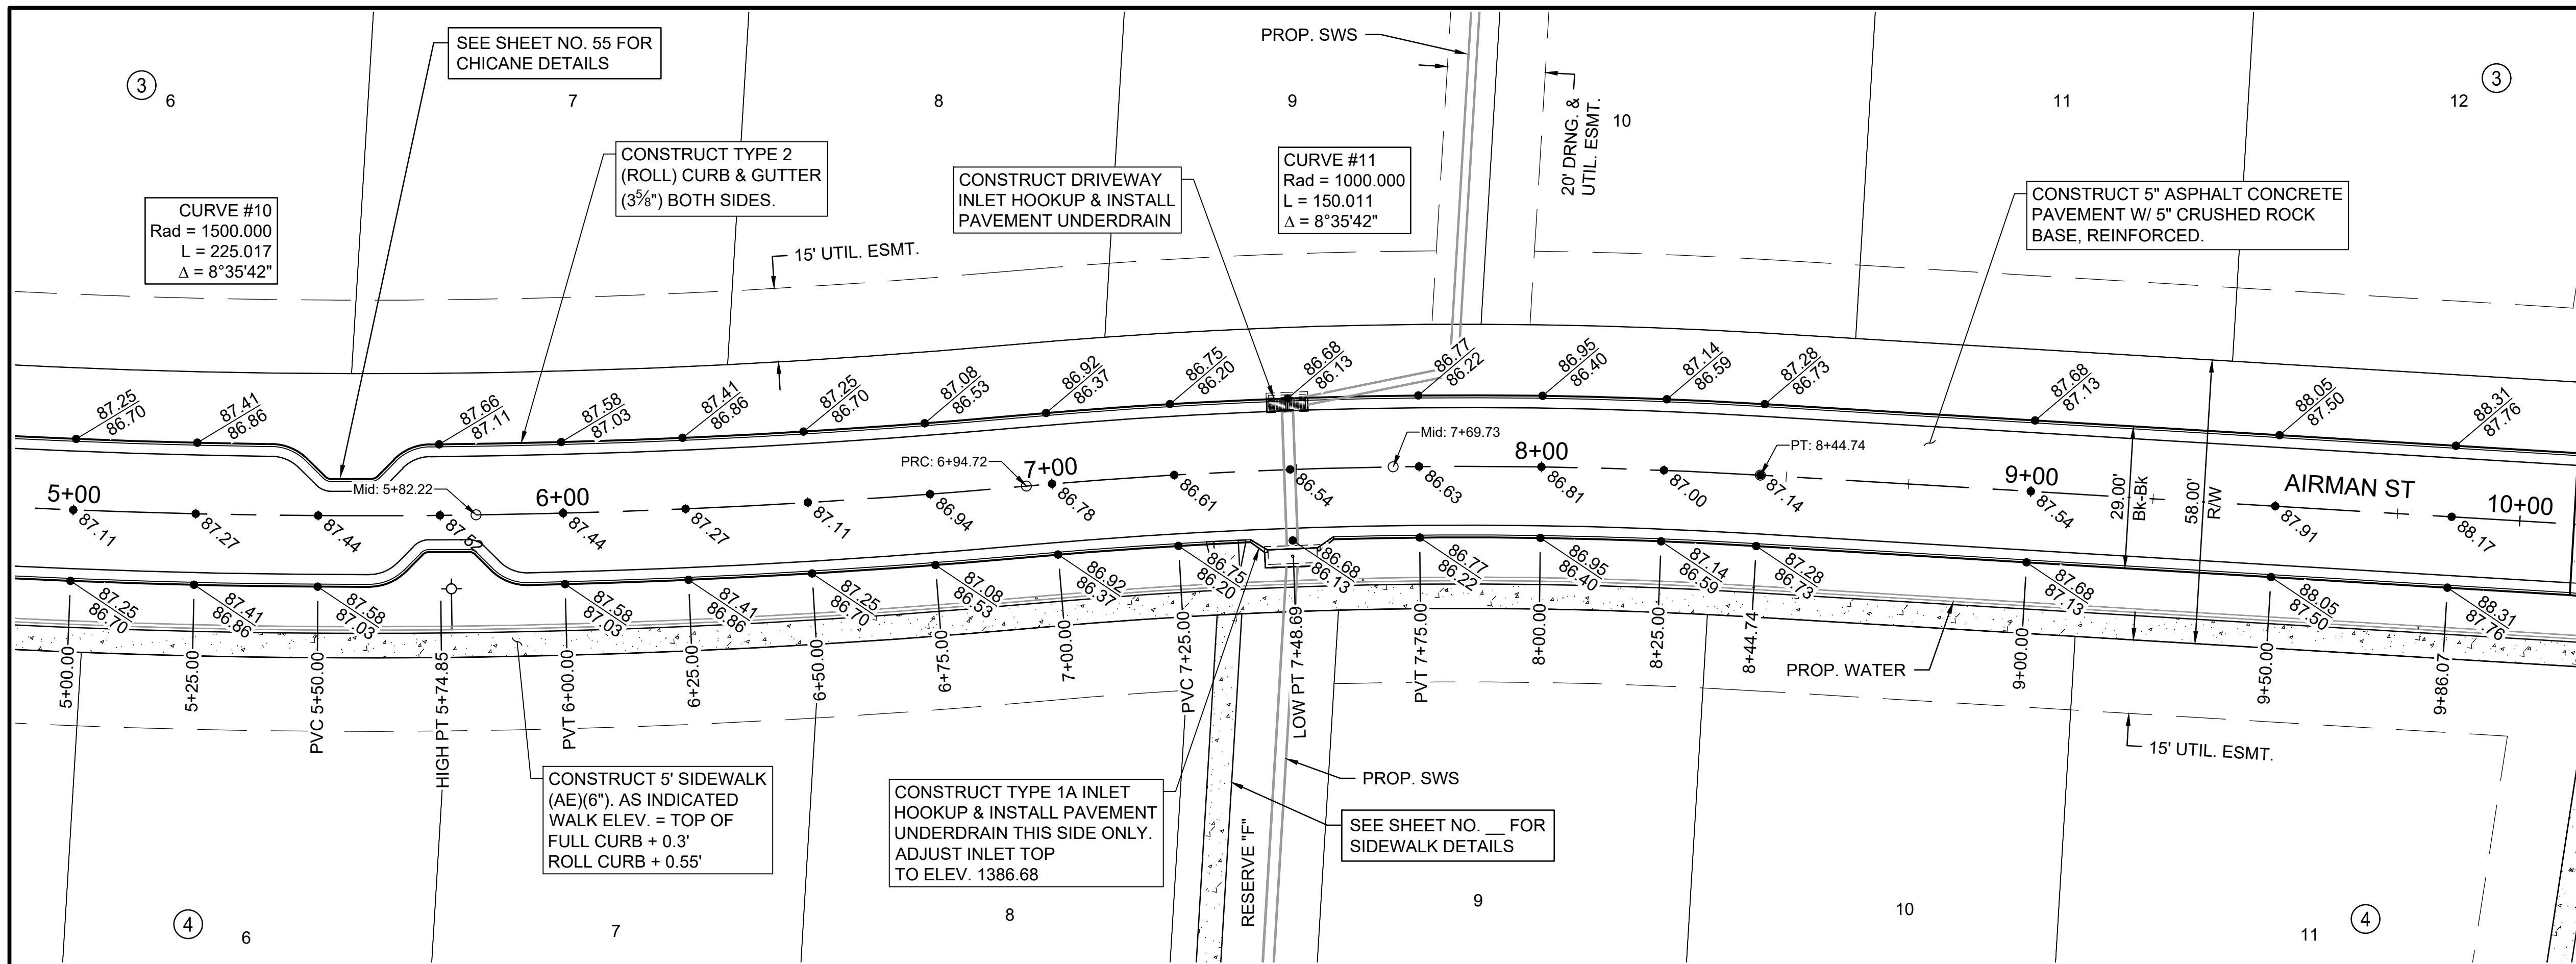 SEE SHEET NO. 55 FOR
CHICANE DETAILS
PROP. SWS
3
6
7
8
9
20' DRNG. &
UTIL. ESMT.
10
11
12
3
CONSTRUCT TYPE 2
(ROLL) CURB & GUTTER
(3⅝") BOTH SIDES.
CONSTRUCT DRIVEWAY
INLET HOOKUP & INSTALL
PAVEMENT UNDERDRAIN
CURVE #11
Rad = 1000.000
L = 150.011
Δ = 8°35'42"
CONSTRUCT 5" ASPHALT CONCRETE
PAVEMENT W/ 5" CRUSHED ROCK
BASE, REINFORCED.
CURVE #10
Rad = 1500.000
L = 225.017
Δ = 8°35'42"
15' UTIL. ESMT.
87.25
86.70
87.41
86.86
87.66
87.11
87.58
87.03
87.41
86.86
87.25
86.70
87.08
86.53
86.92
86.37
86.75
86.20
86.68
86.13
86.77
86.22
86.95
86.40
87.14
86.59
87.28
86.73
87.68
87.13
88.05
87.50
88.31
87.76
Mid: 5+82.22
PRC: 6+94.72
Mid: 7+69.73
PT: 8+44.74
5+00
6+00
7+00
8+00
9+00
AIRMAN ST
10+00
29.00'
Bk-Bk
58.00'
R/W
87.11
87.27
87.44
87.52
87.44
87.27
87.11
86.94
86.78
86.61
86.54
86.63
86.81
87.00
87.14
87.54
87.91
88.17
87.25
86.70
87.41
86.86
87.58
87.03
87.58
87.03
87.41
86.86
87.25
86.70
87.08
86.53
86.92
86.37
86.75
86.20
86.68
86.13
86.77
86.22
86.95
86.40
87.14
86.59
87.28
86.73
87.68
87.13
88.05
87.50
88.31
87.76
5+00.00
5+25.00
PVC 5+50.00
HIGH PT 5+74.85
PVT 6+00.00
6+25.00
6+50.00
6+75.00
7+00.00
PVC 7+25.00
LOW PT 7+48.69
PVT 7+75.00
8+00.00
8+25.00
8+44.74
9+00.00
9+50.00
9+86.07
PROP. WATER
15' UTIL. ESMT.
CONSTRUCT 5' SIDEWALK
(AE)(6"). AS INDICATED
WALK ELEV. = TOP OF
FULL CURB + 0.3'
ROLL CURB + 0.55'
CONSTRUCT TYPE 1A INLET
HOOKUP & INSTALL PAVEMENT
UNDERDRAIN THIS SIDE ONLY.
ADJUST INLET TOP
TO ELEV. 1386.68
RESERVE "F"
PROP. SWS
SEE SHEET NO. __ FOR
SIDEWALK DETAILS
4
6
7
8
9
10
11
4